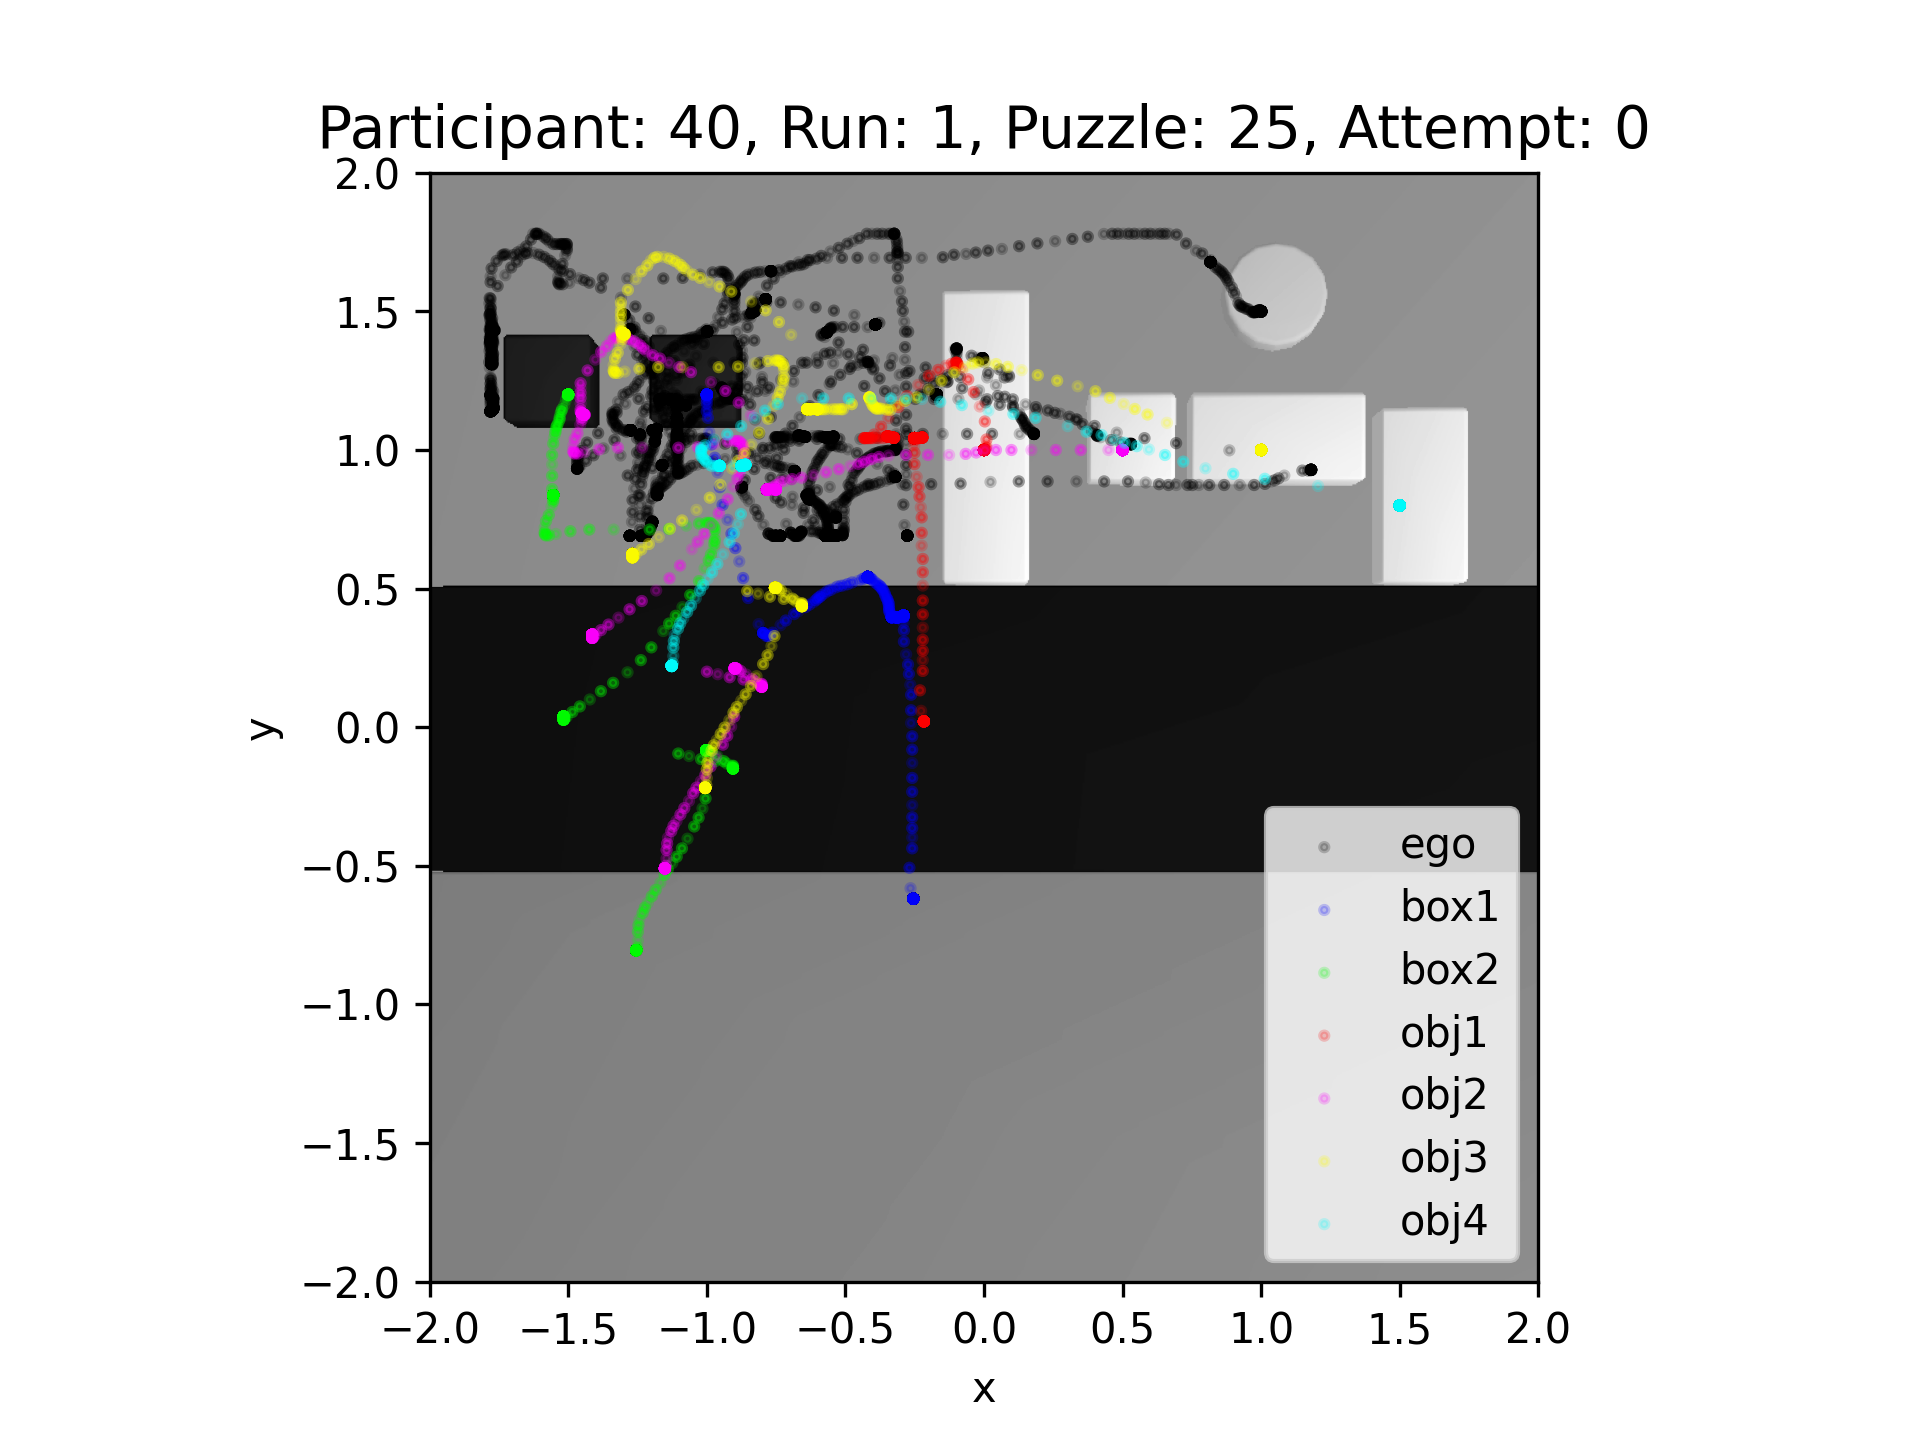 Participant: 40, Run: 1, Puzzle: 25, Attempt: 0
2.0
1.5
1.0
0.5
0.0
−0.5
−1.0
−1.5
−2.0
y
ego
box1
box2
obj1
obj2
obj3
obj4
−2.0 −1.5 −1.0 −0.5 0.0 0.5 1.0 1.5 2.0
x